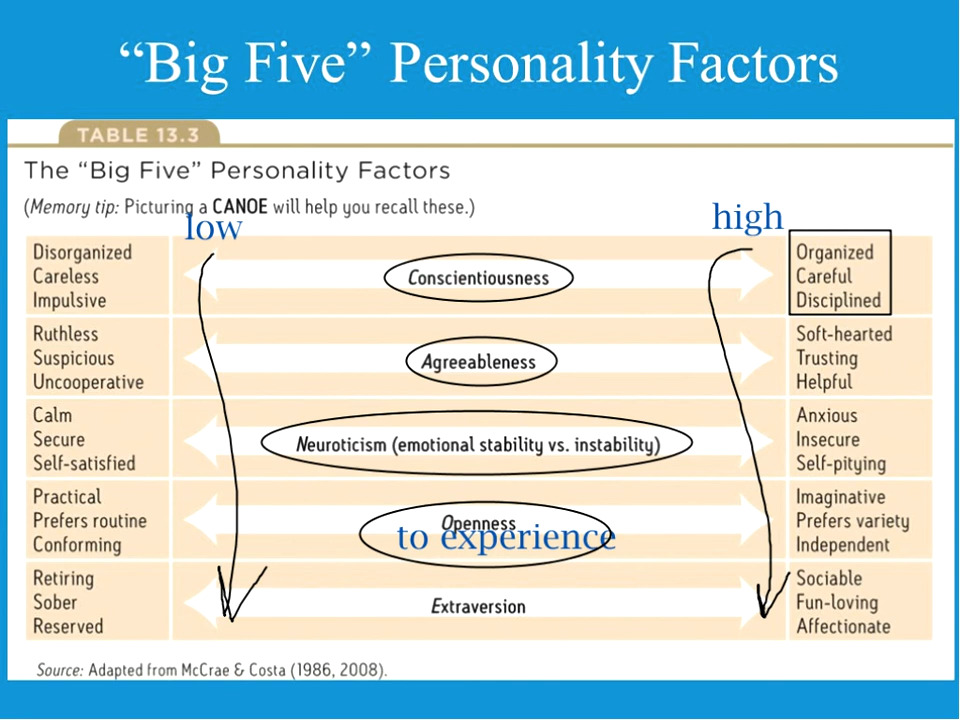 “Big Five” Personality Factors
TABLE 13.3
The “Big Five” Personality Factors
(Memory tip: Picturing a CANOE will help you recall these.)
low
high
Disorganized
Careless
Impulsive
Conscientiousness
Organized
Careful
Disciplined
Ruthless
Suspicious
Uncooperative
Agreeableness
Soft-hearted
Trusting
Helpful
Calm
Secure
Self-satisfied
Neuroticism (emotional stability vs. instability)
Anxious
Insecure
Self-pitying
Practical
Prefers routine
Conforming
Openness
to experience
Imaginative
Prefers variety
Independent
Retiring
Sober
Reserved
Extraversion
Sociable
Fun-loving
Affectionate
Source: Adapted from McCrae & Costa (1986, 2008).